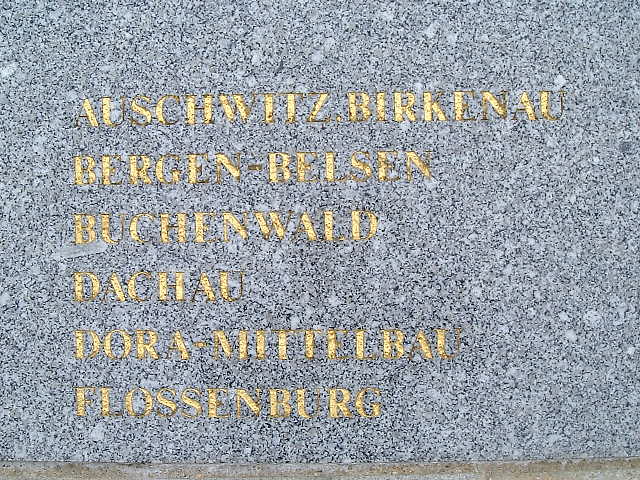 AUSCHWITZ.BIRKENAU
BERGEN-BELSEN
BUCHENWALD
DACHAU
DORA-MITTELBAU
FLOSSENBURG